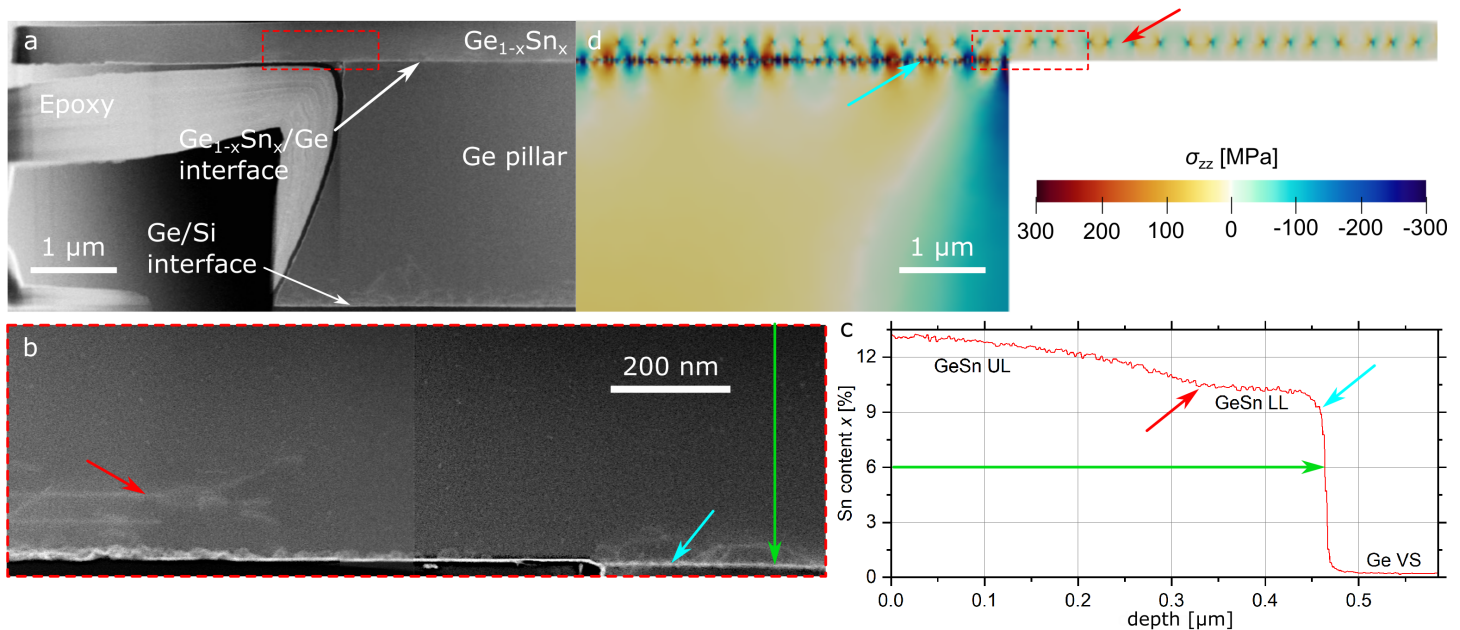 a
Ge1-xSnx
Epoxy
Ge1-xSnx/Ge
interface
Ge pillar
Ge/Si
interface
1 μm
d
σzz [MPa]
300 200 100 0 -100 -200 -300
1 μm
b
200 nm
c
Sn content x [%]
12
9
6
3
0
GeSn UL
GeSn LL
Ge VS
0.0 0.1 0.2 0.3 0.4 0.5
depth [μm]